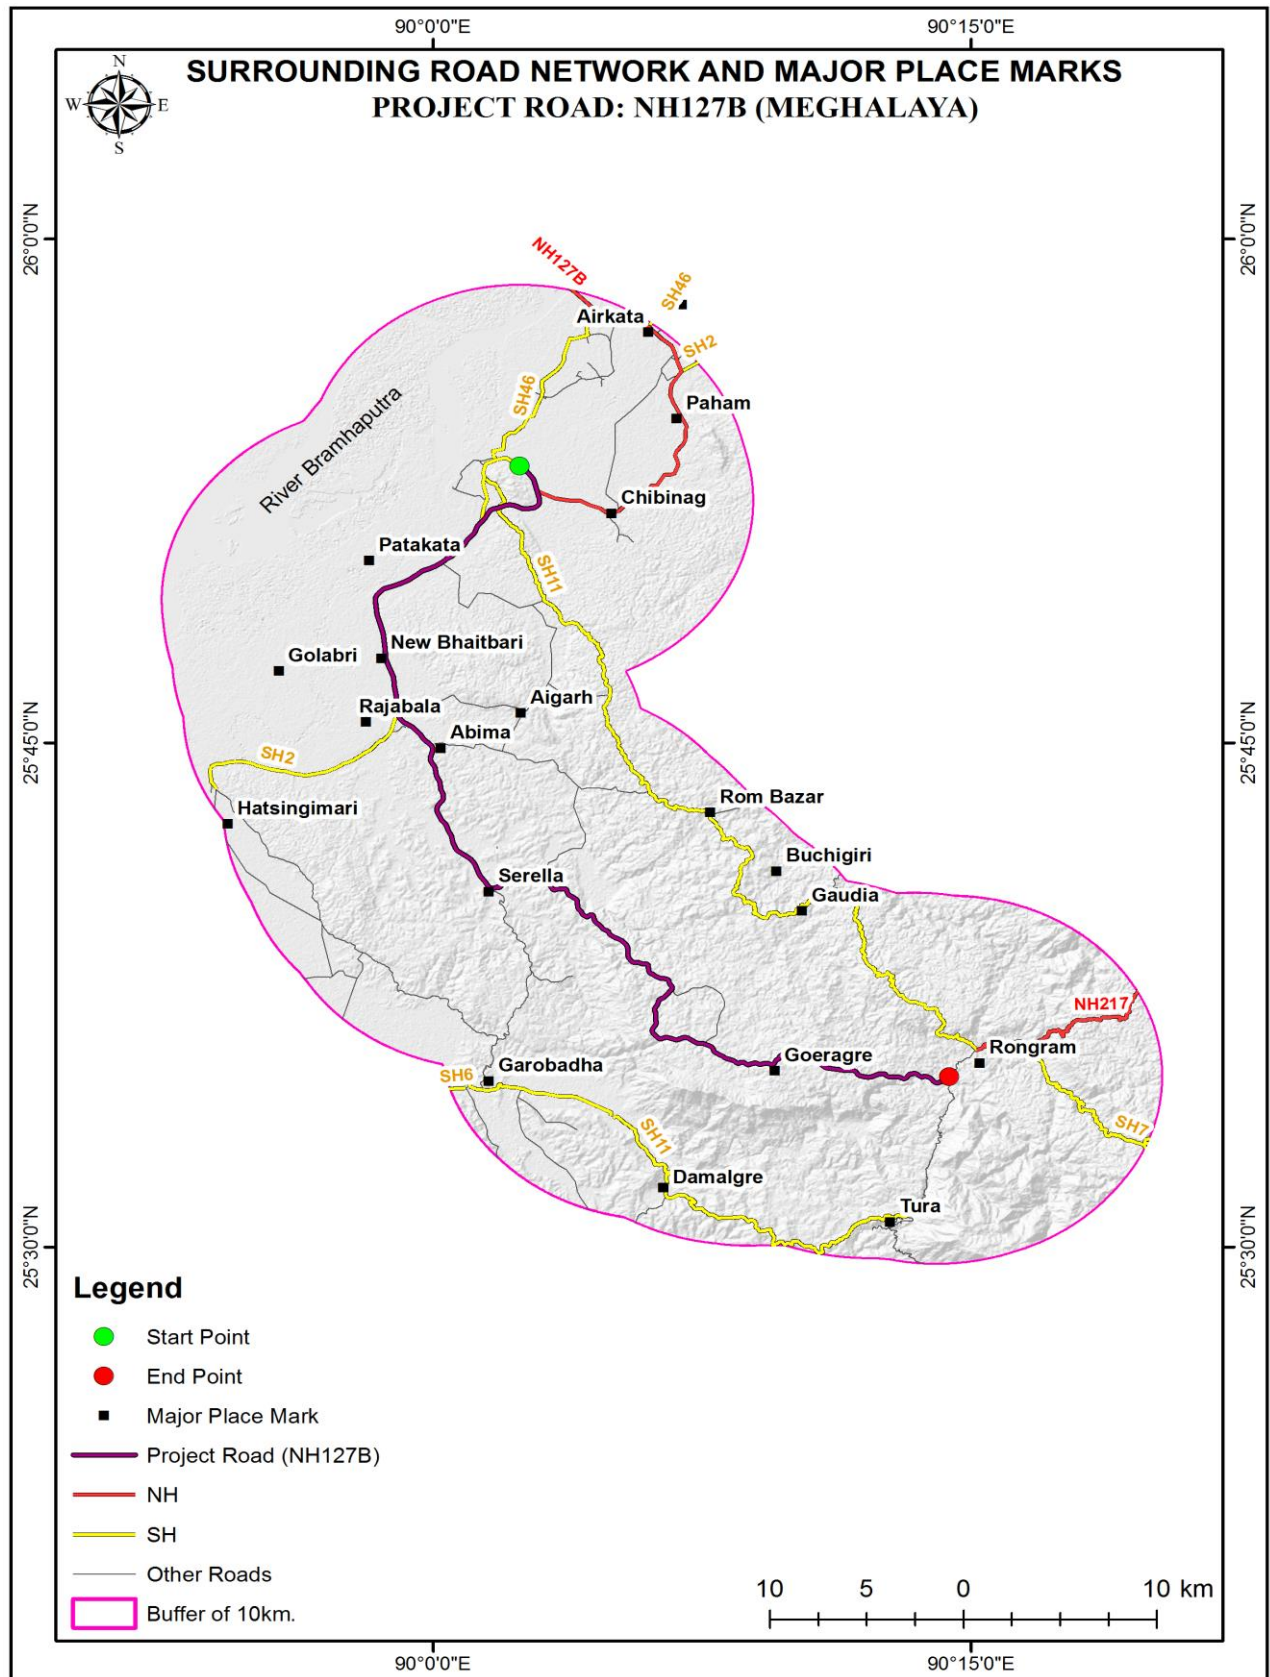 90°0'0"E
90°15'0"E
N
W E
S
SURROUNDING ROAD NETWORK AND MAJOR PLACE MARKS
PROJECT ROAD: NH127B (MEGHALAYA)
26°0'0"N
26°0'0"N
NH127B
SH46
Airkata
SH2
SH46
Paham
River Bramhaputra
Chibinag
Patakata
SH11
New Bhaitbari
Golabri
Aigarh
Rajabala
Abima
25°45'0"N
25°45'0"N
SH2
Hatsingimari
Rom Bazar
Buchigiri
Serella
Gaudia
NH217
Rongram
Goeragre
Garobadha
SH6
SH7
SH11
Damalgre
Tura
25°30'0"N
25°30'0"N
Legend
Start Point
End Point
Major Place Mark
Project Road (NH127B)
NH
SH
Other Roads
Buffer of 10km.
10 5 0 10 km
90°0'0"E
90°15'0"E